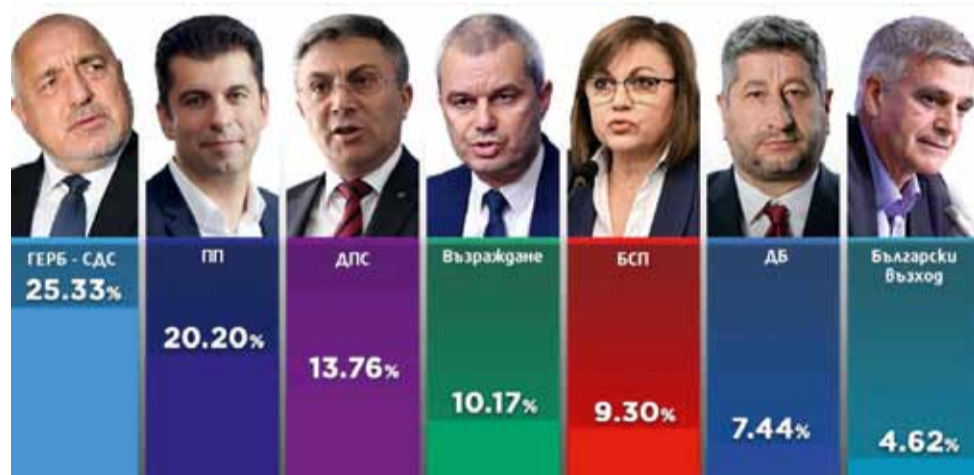 ГЕРБ - СДС
25.33%
ПП
20.20%
ДПС
13.76%
Възраждане
10.17%
БСП
9.30%
ДБ
7.44%
Български
възход
4.62%